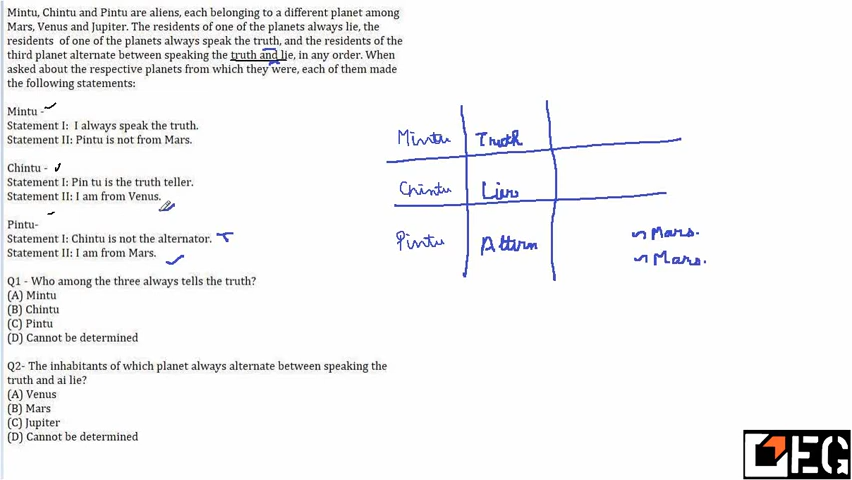 Mintu, Chintu and Pintu are aliens, each belonging to a different planet among
Mars, Venus and Jupiter. The residents of one of the planets always lie, the
residents of one of the planets always speak the truth, and the residents of the
third planet alternate between speaking the truth and lie, in any order. When
asked about the respective planets from which they were, each of them made
the following statements:
Mintu -
Statement I: I always speak the truth.
Statement II: Pintu is not from Mars.
Chintu -
Statement I: Pin tu is the truth teller.
Statement II: I am from Venus.
Pintu-
Statement I: Chintu is not the alternator.
Statement II: I am from Mars.
Q1 - Who among the three always tells the truth?
(A) Mintu
(B) Chintu
(C) Pintu
(D) Cannot be determined
Q2- The inhabitants of which planet always alternate between speaking the
truth and ai lie?
(A) Venus
(B) Mars
(C) Jupiter
(D) Cannot be determined
Mintu Truth
Chintu Lier
Pintu Altern
~ Mars.
~ Mars.
EG